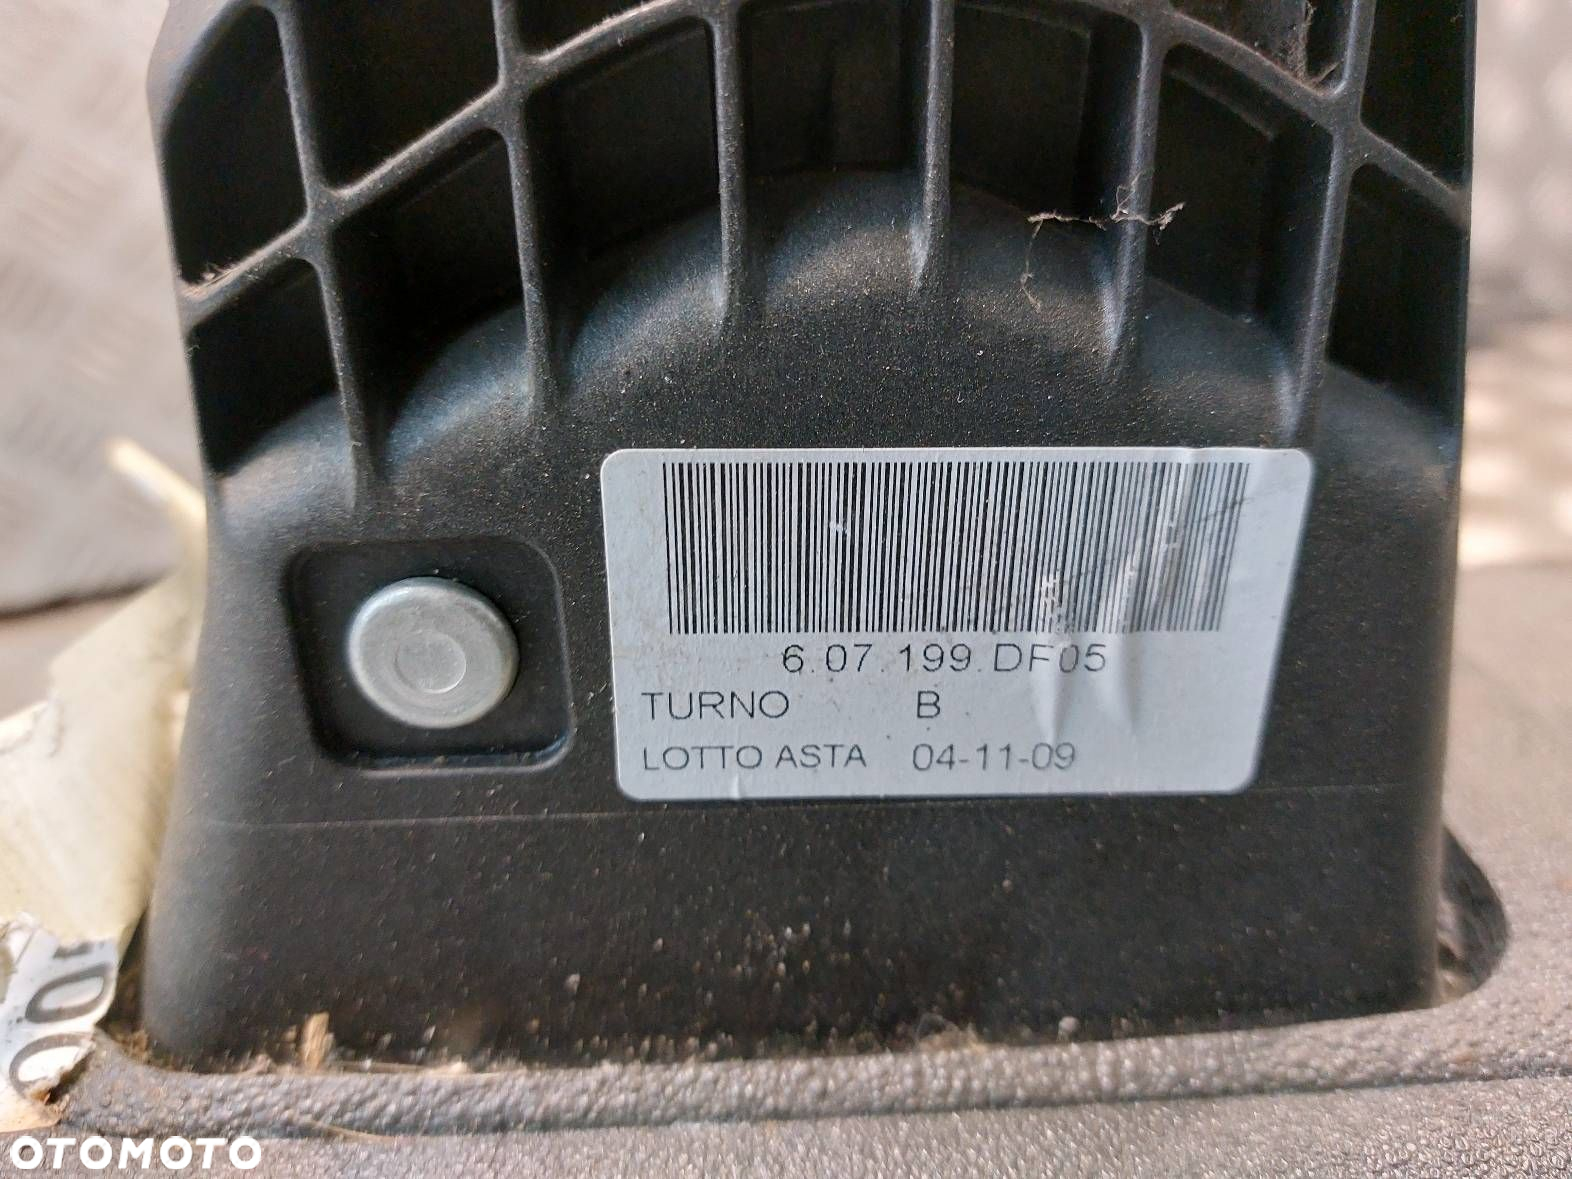 6.07.199.DF05
TURNO B
LOTTO ASTA 04-11-09
OTOMOTO